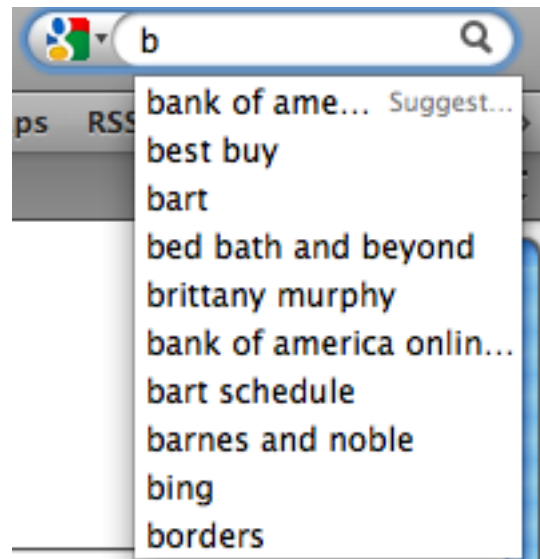 b
bank of ame... Suggest...
ps RSS
best buy
bart
bed bath and beyond
brittany murphy
bank of america onlin...
bart schedule
barnes and noble
bing
borders